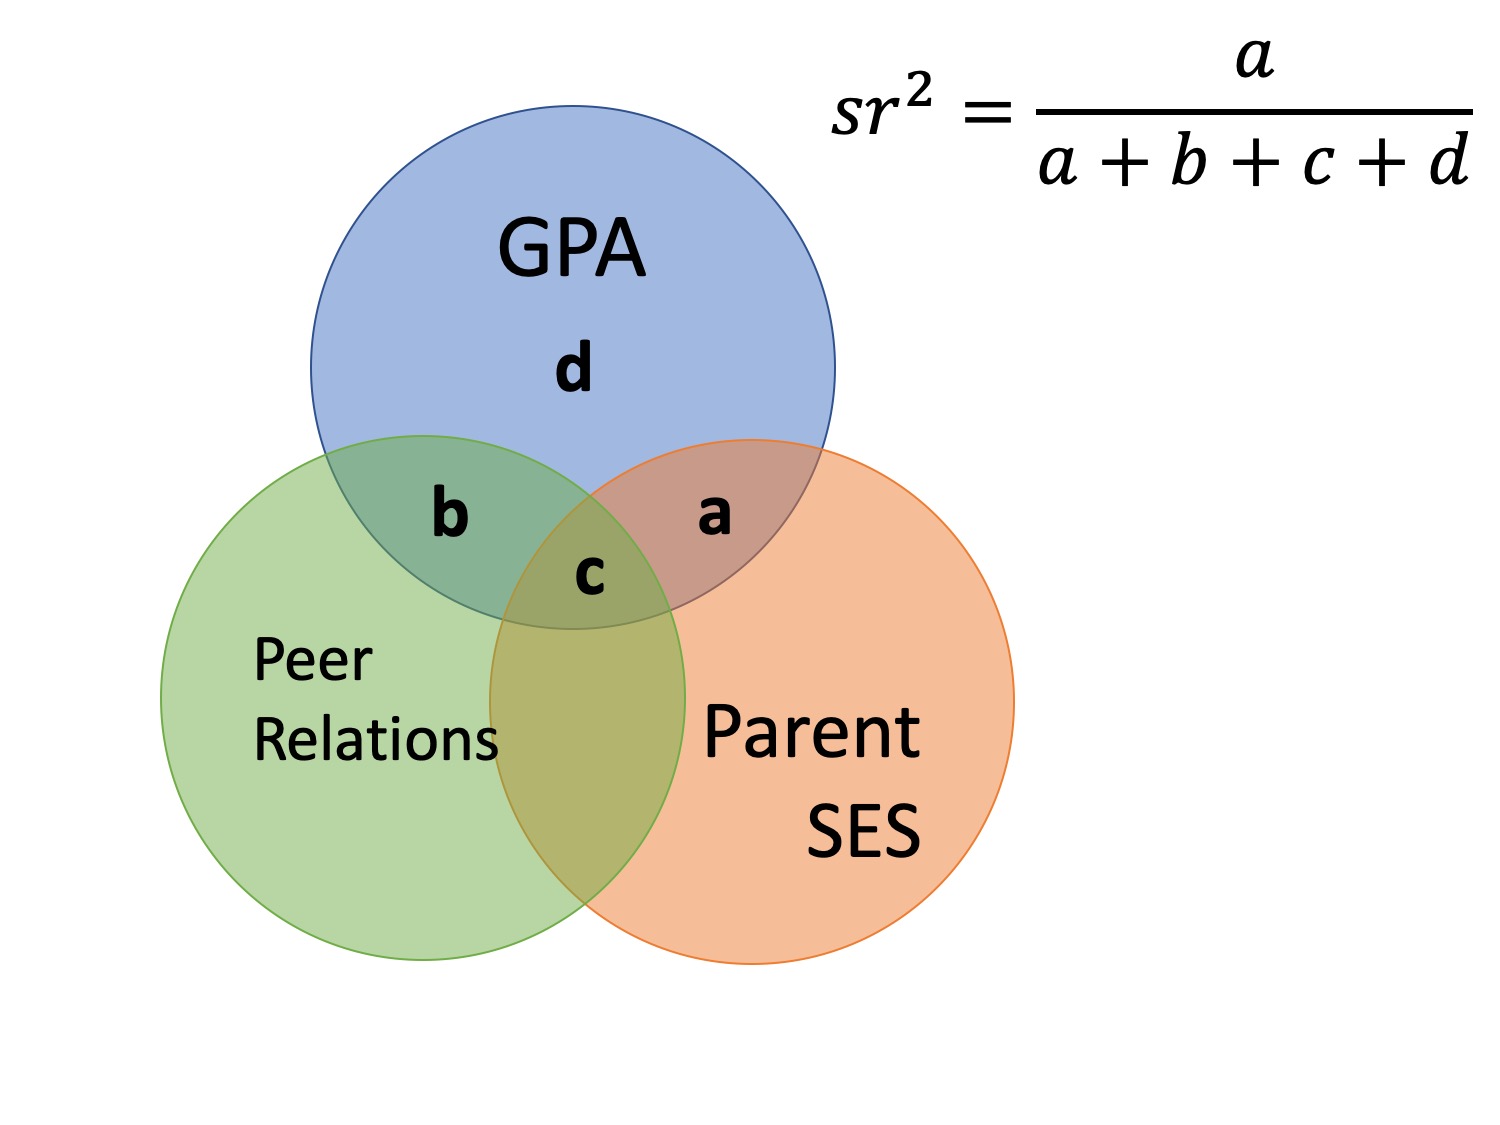 sr² = a / a + b + c + d
GPA
d
b
a
c
Peer
Relations
Parent
SES